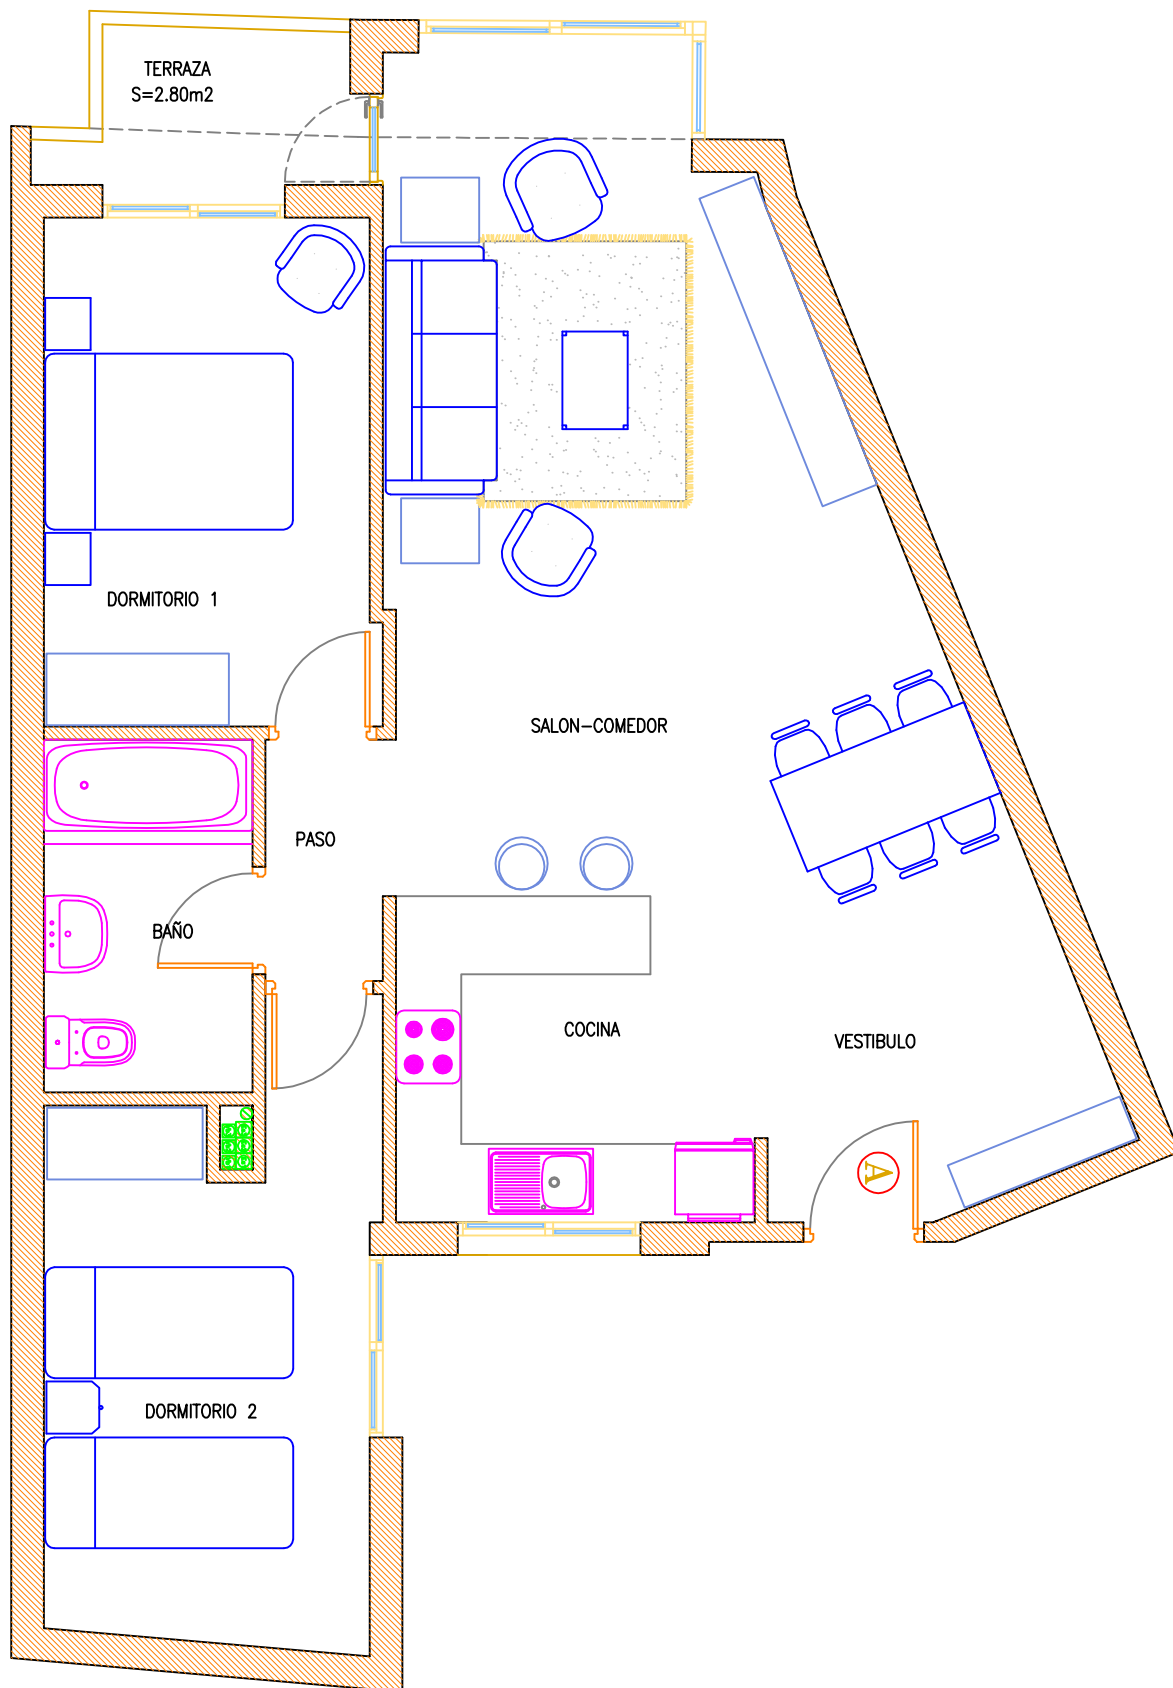 TERRAZA
S=2.80m2
DORMITORIO 1
SALON-COMEDOR
PASO
BAÑO
COCINA
VESTIBULO
A
DORMITORIO 2